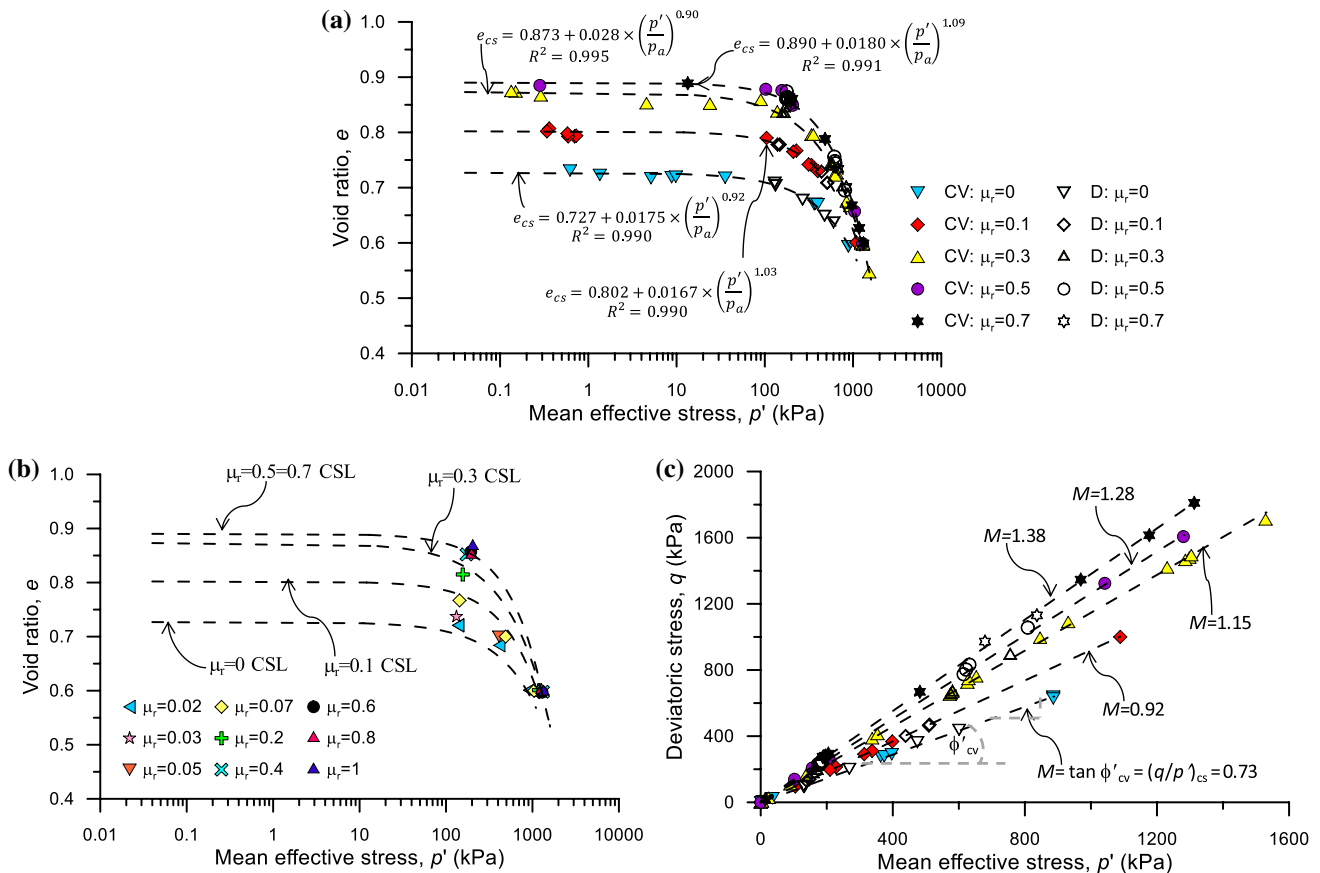 (a)
1.0
0.9
0.8
0.7
0.6
0.5
0.4
Void ratio, e
0.01
0.1
1
10
100
1000
10000
Mean effective stress, p' (kPa)
e_cs = 0.873 + 0.028 × (p'/p_a)^0.90
R² = 0.995
e_cs = 0.890 + 0.0180 × (p'/p_a)^1.09
R² = 0.991
e_cs = 0.727 + 0.0175 × (p'/p_a)^0.92
R² = 0.990
e_cs = 0.802 + 0.0167 × (p'/p_a)^1.03
R² = 0.990
CV: μr=0
D: μr=0
CV: μr=0.1
D: μr=0.1
CV: μr=0.3
D: μr=0.3
CV: μr=0.5
D: μr=0.5
CV: μr=0.7
D: μr=0.7
(b)
1.0
0.9
0.8
0.7
0.6
0.5
0.4
Void ratio, e
μr=0.5=0.7 CSL
μr=0.3 CSL
μr=0 CSL
μr=0.1 CSL
μr=0.02
μr=0.07
μr=0.6
μr=0.03
μr=0.2
μr=0.8
μr=0.05
μr=0.4
μr=1
0.01
0.1
1
10
100
1000
10000
Mean effective stress, p' (kPa)
(c)
2000
1600
1200
800
400
0
Deviatoric stress, q (kPa)
M=1.38
M=1.28
M=1.15
M=0.92
ϕ'cv
M= tan ϕ'cv = (q/p')cs = 0.73
0
400
800
1200
1600
Mean effective stress, p' (kPa)